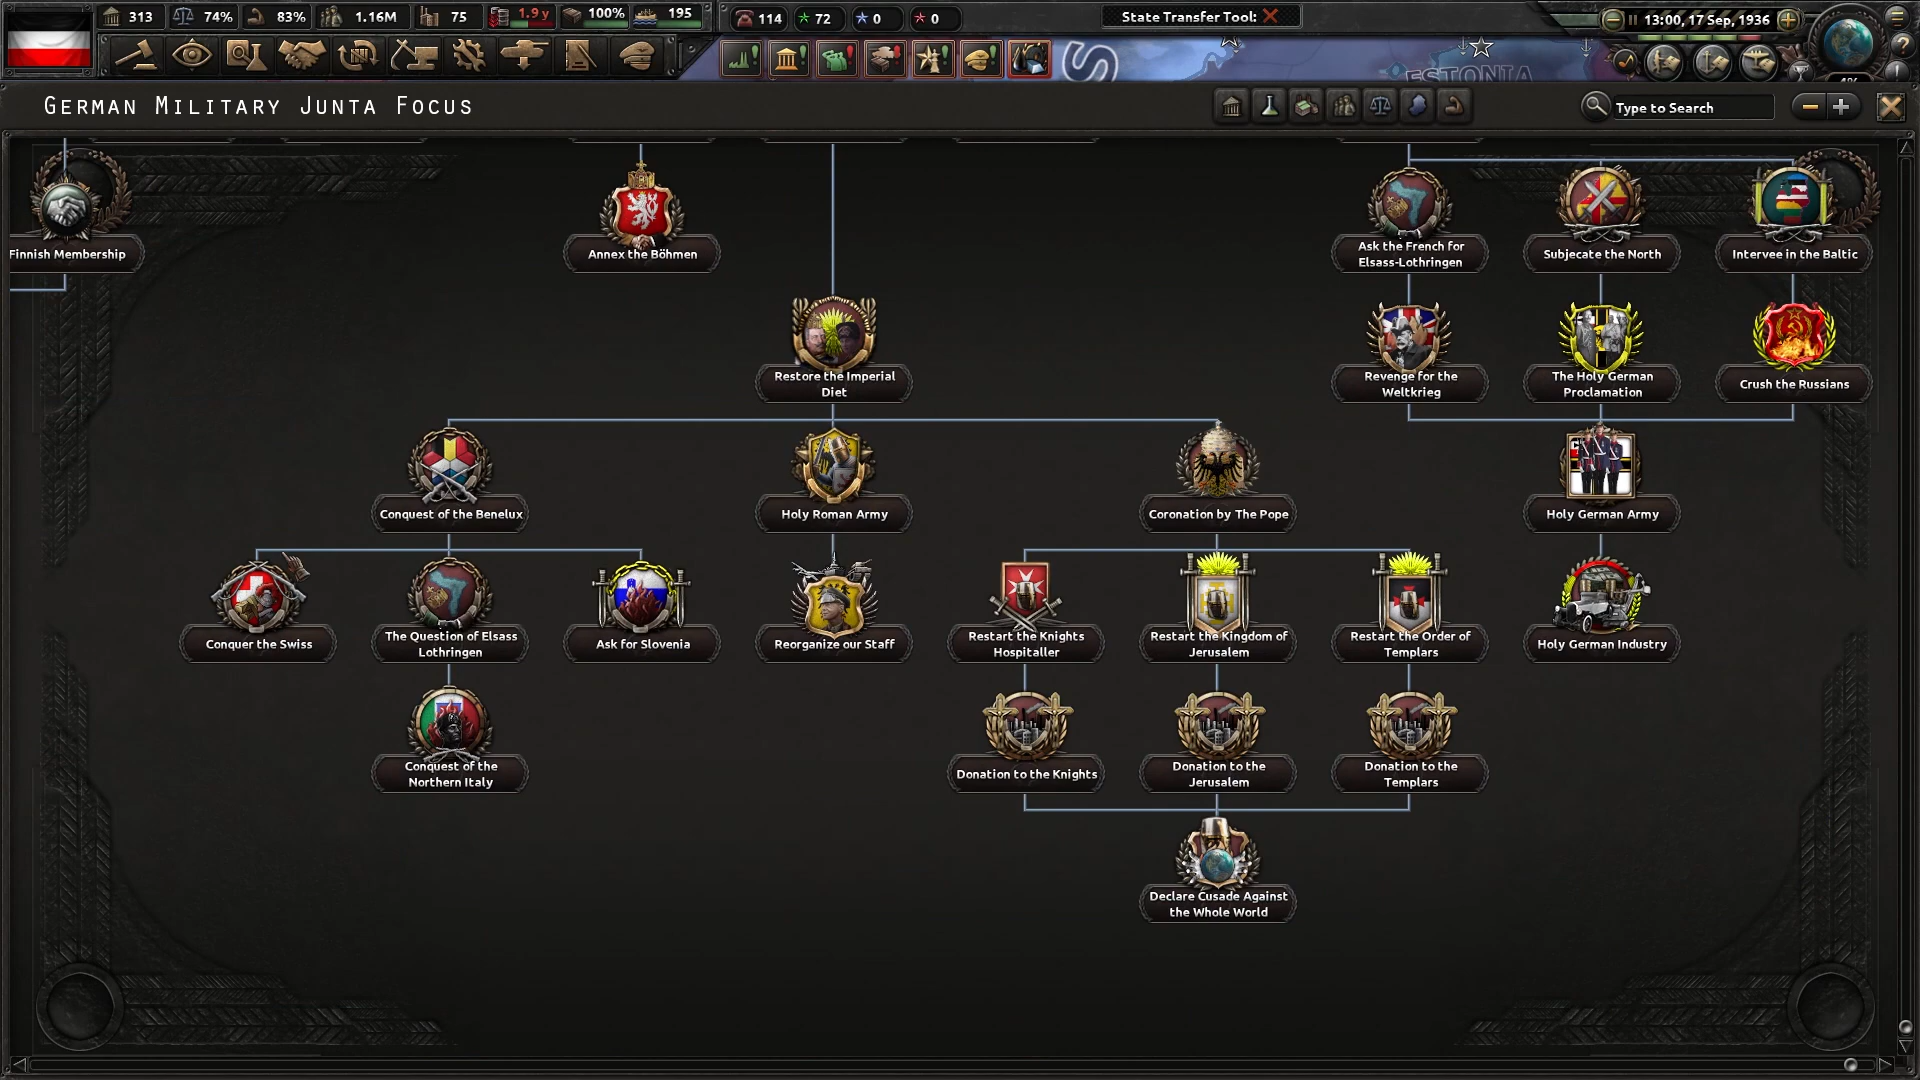 313
74%
83%
1.16M
75
1.9 y
100%
195
114
72
0
0
State Transfer Tool:
13:00, 17 Sep, 1936
ESTONIA
4%
German Military Junta Focus
Type to Search
Finnish Membership
Annex the Böhmen
Ask the French for
Elsass-Lothringen
Subjecate the North
Intervee in the Baltic
Restore the Imperial
Diet
Revenge for the
Weltkrieg
The Holy German
Proclamation
Crush the Russians
Conquest of the Benelux
Holy Roman Army
Coronation by The Pope
Holy German Army
Conquer the Swiss
The Question of Elsass
Lothringen
Ask for Slovenia
Reorganize our Staff
Restart the Knights
Hospitaller
Restart the Kingdom of
Jerusalem
Restart the Order of
Templars
Holy German Industry
Conquest of the
Northern Italy
Donation to the Knights
Donation to the
Jerusalem
Donation to the
Templars
Declare Cusade Against
the Whole World